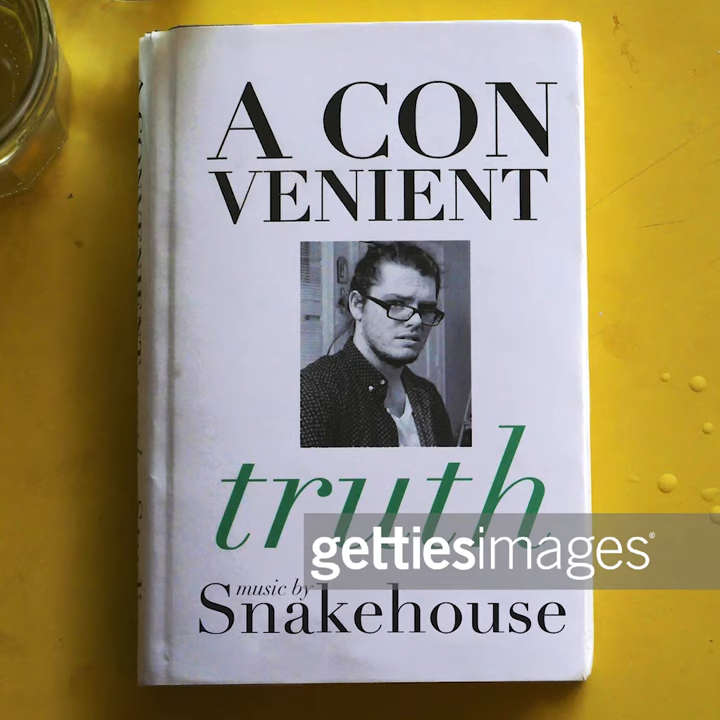 A CON
VENIENT
truth
gettiesimages
music by
Snakehouse